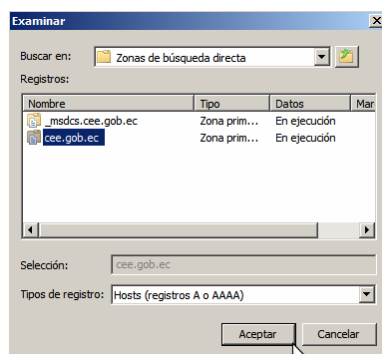 Examinar
Buscar en: Zonas de búsqueda directa
Registros:
Nombre Tipo Datos Mar
_msdcs.cee.gob.ec Zona prim... En ejecución
cee.gob.ec Zona prim... En ejecución
Selección: cee.gob.ec
Tipos de registro: Hosts (registros A o AAAA)
Aceptar Cancelar